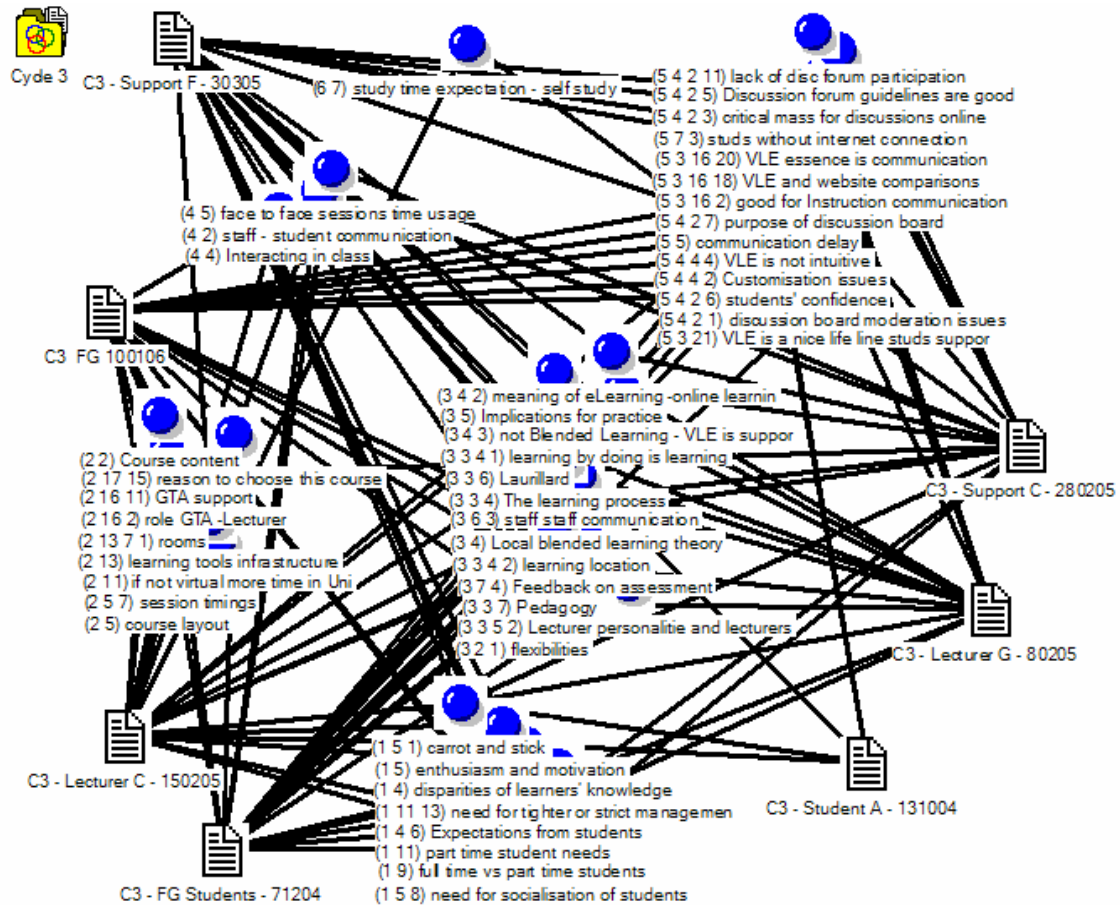 Cycle 3
C3 - Support F - 30305
(6 7) study time expectation - self study
(5 4 2 11) lack of disc forum participation
(5 4 2 5) Discussion forum guidelines are good
(5 4 2 3) critical mass for discussions online
(5 7 3) studs without internet connection
(5 3 16 20) VLE essence is communication
(5 3 16 18) VLE and website comparisons
(5 3 16 2) good for Instruction communication
(5 4 2 7) purpose of discussion board
(5 5) communication delay
(5 4 4 4) VLE is not intuitive
(5 4 4 2) Customisation issues
(5 4 2 6) students' confidence
(5 4 2 1) discussion board moderation issues
(5 3 21) VLE is a nice life line studs suppor
(4 5) face to face sessions time usage
(4 2) staff - student communication
(4 4) Interacting in class
C3 FG 100106
(3 4 2) meaning of eLearning -online learnin
(3 5) Implications for practice
(3 4 3) not Blended Learning - VLE is suppor
(3 3 4 1) learning by doing is learning
(3 3 6) Laurillard
(3 3 4) The learning process
(3 6 3) staff staff communication
(3 4) Local blended learning theory
(3 3 4 2) learning location
(3 7 4) Feedback on assessment
(3 3 7) Pedagogy
(3 3 5 2) Lecturer personalitie and lecturers
(3 2 1) flexibilities
(2 2) Course content
(2 17 15) reason to choose this course
(2 16 11) GTA support
(2 16 2) role GTA -Lecturer
(2 13 7 1) rooms
(2 13) learning tools infrastructure
(2 11) if not virtual more time in Uni
(2 5 7) session timings
(2 5) course layout
C3 - Support C - 280205
C3 - Lecturer G - 80205
C3 - Lecturer C - 150205
C3 - Student A - 131004
(1 5 1) carrot and stick
(1 5) enthusiasm and motivation
(1 4) disparities of learners' knowledge
(1 11 13) need for tighter or strict managemen
(1 4 6) Expectations from students
(1 11) part time student needs
(1 9) full time vs part time students
(1 5 8) need for socialisation of students
C3 - FG Students - 71204